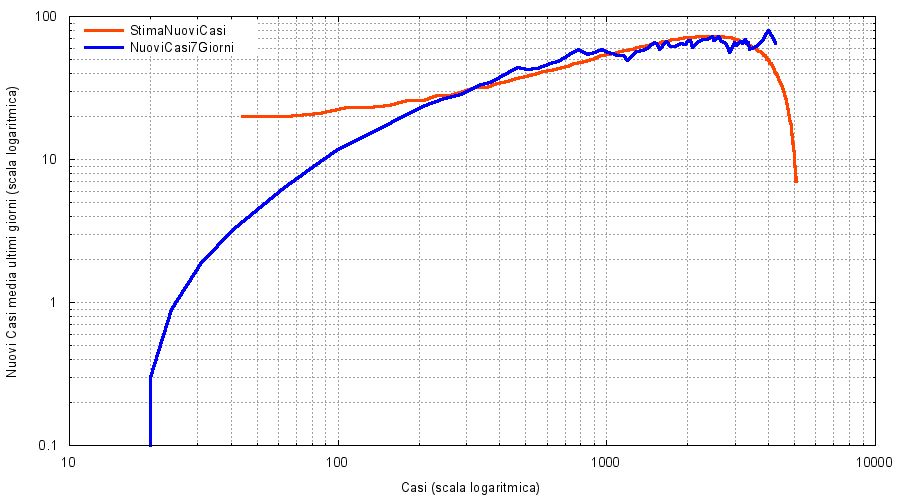 100
10
1
0.1
Nuovi Casi media ultimi giorni (scala logaritmica)
StimaNuoviCasi
NuoviCasi7Giorni
10
100
1000
10000
Casi (scala logaritmica)